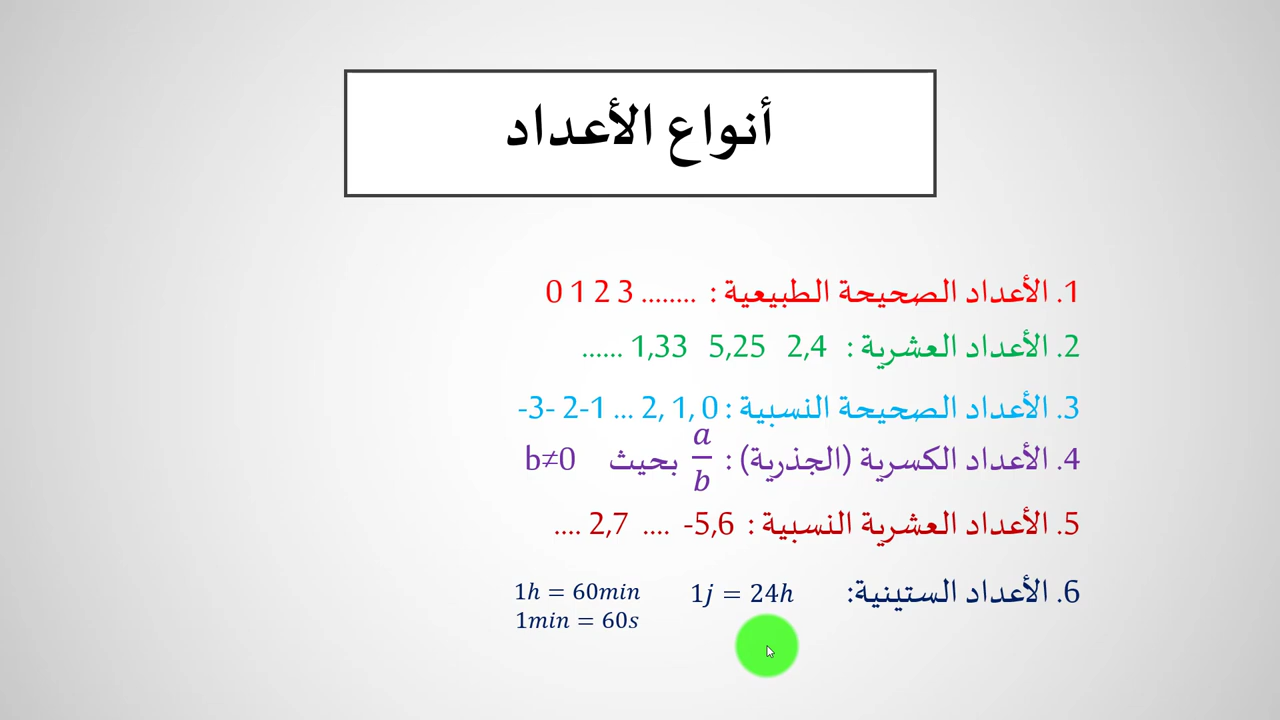 أنواع الأعداد
1. الأعداد الصحيحة الطبيعية : 0 1 2 3 ........
2. الأعداد العشرية : 2,4 5,25 1,33 ......
3. الأعداد الصحيحة النسبية : -3- 2-1 ... 2, 1, 0
4. الأعداد الكسرية (الجذرية) : a/b بحيث b≠0
5. الأعداد العشرية النسبية : -5,6 .... 2,7 ....
6. الأعداد الستينية: 1j = 24h 1h = 60min
1min = 60s